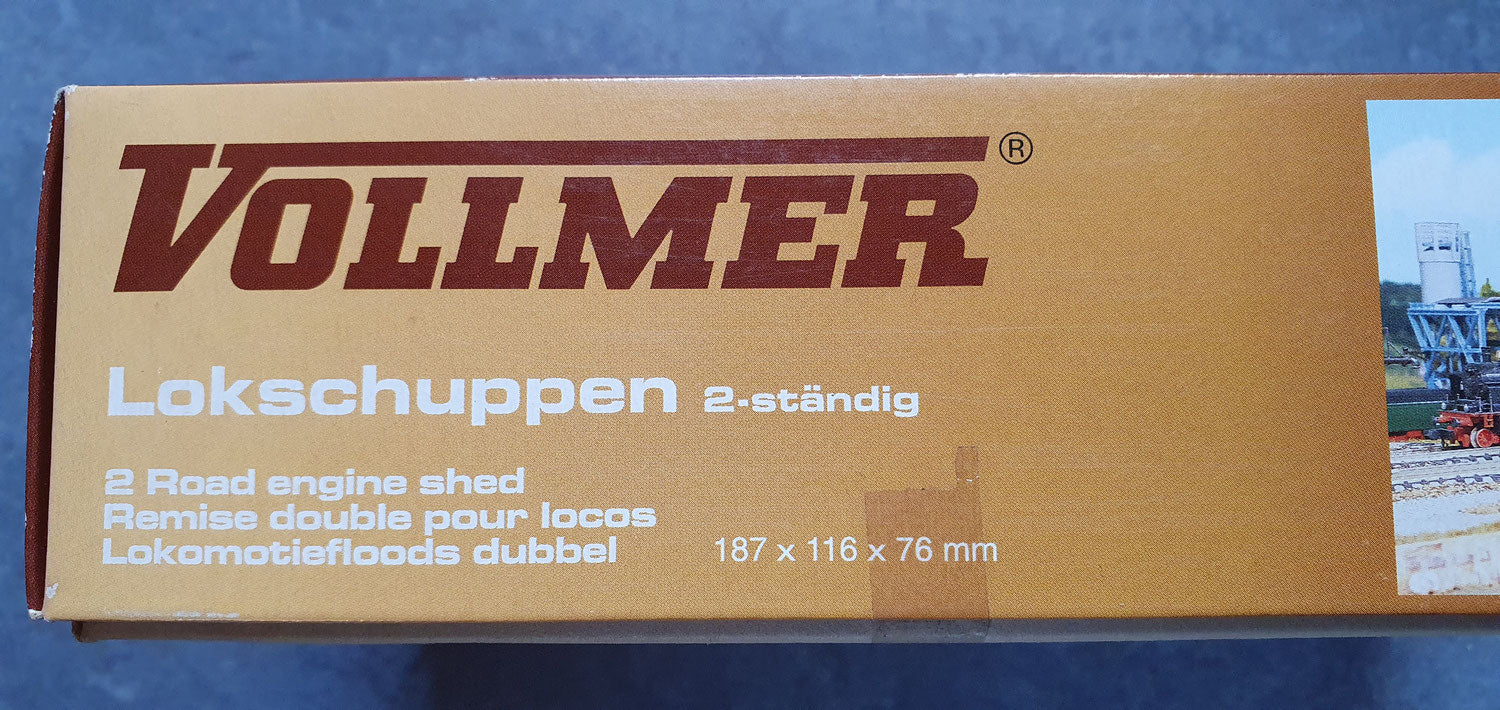 VOLLMER®
Lokschuppen 2-ständig
2 Road engine shed
Remise double pour locos
Lokomotiefloods dubbel 187 x 116 x 76 mm